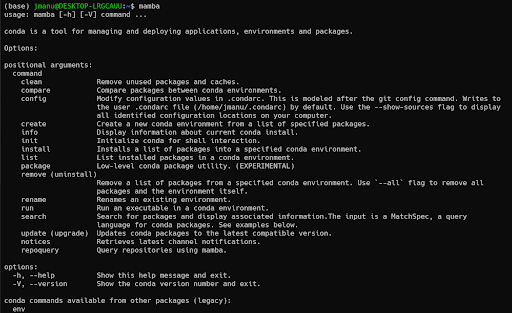 (base) jmanu@DESKTOP-LRGCAUU:~$ mamba
usage: mamba [-h] [-V] command ...
conda is a tool for managing and deploying applications, environments and packages.
Options:
positional arguments:
command
clean Remove unused packages and caches.
compare Compare packages between conda environments.
config Modify configuration values in .condarc. This is modeled after the git config command. Writes to
the user .condarc file (/home/jmanu/.condarc) by default. Use the --show-sources flag to display
all identified configuration locations on your computer.
create Create a new conda environment from a list of specified packages.
info Display information about current conda install.
init Initialize conda for shell interaction.
install Installs a list of packages into a specified conda environment.
list List installed packages in a conda environment.
package Low-level conda package utility. (EXPERIMENTAL)
remove (uninstall)
Remove a list of packages from a specified conda environment. Use `--all` flag to remove all
packages and the environment itself.
rename Renames an existing environment.
run Run an executable in a conda environment.
search Search for packages and display associated information.The input is a MatchSpec, a query
language for conda packages. See examples below.
update (upgrade) Updates conda packages to the latest compatible version.
notices Retrieves latest channel notifications.
repoquery Query repositories using mamba.
options:
-h, --help Show this help message and exit.
-V, --version Show the conda version number and exit.
conda commands available from other packages (legacy):
env